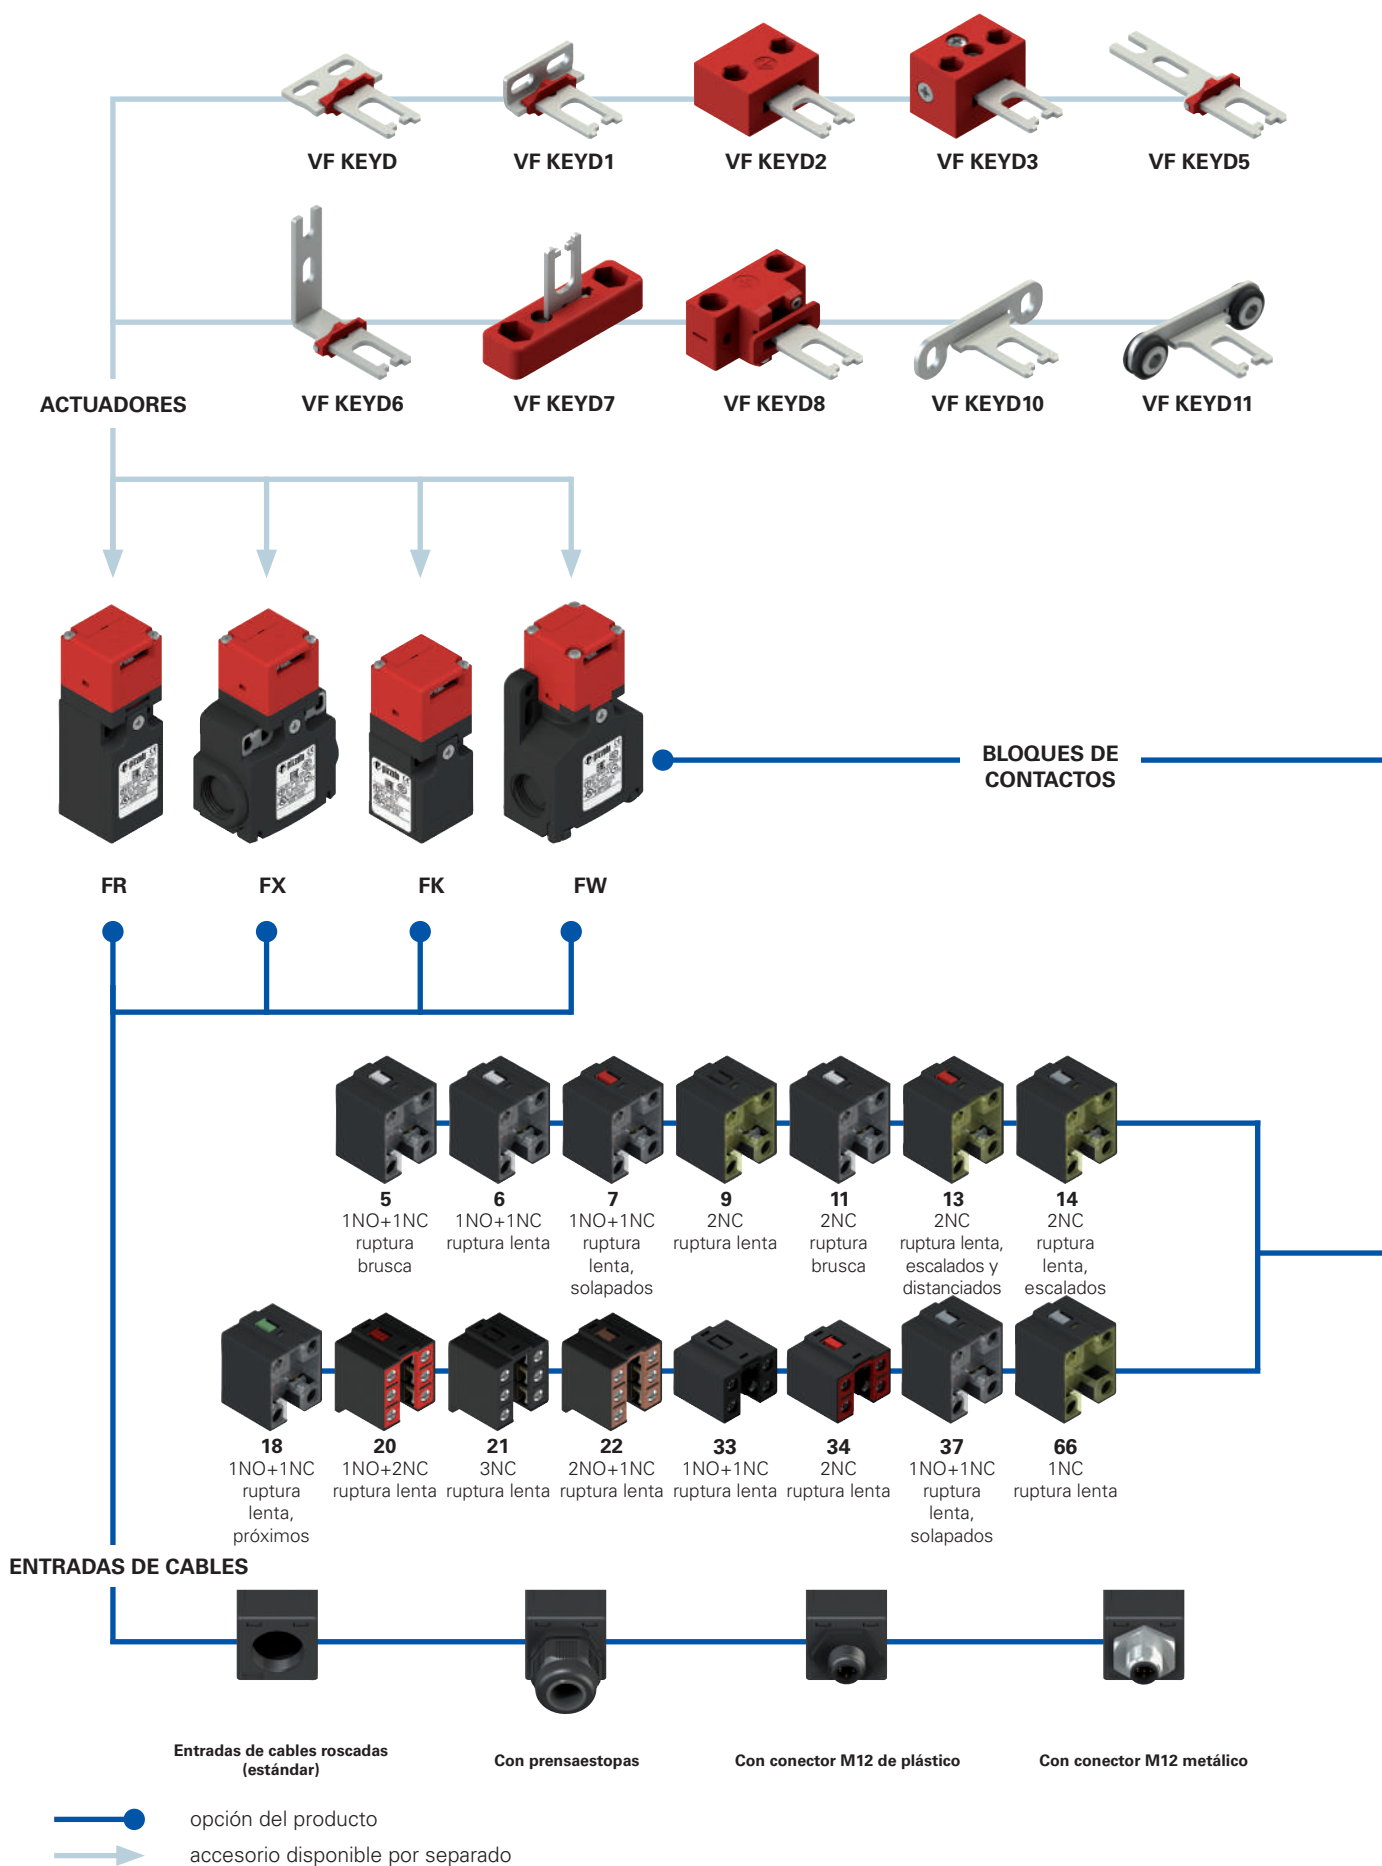 VF KEYD
VF KEYD1
VF KEYD2
VF KEYD3
VF KEYD5
VF KEYD6
VF KEYD7
VF KEYD8
VF KEYD10
VF KEYD11
ACTUADORES
BLOQUES DE
CONTACTOS
FR
FX
FK
FW
5
1NO+1NC
ruptura
brusca
6
1NO+1NC
ruptura lenta
7
1NO+1NC
ruptura
lenta,
solapados
9
2NC
ruptura lenta
11
2NC
ruptura
brusca
13
2NC
ruptura lenta,
escalados y
distanciados
14
2NC
ruptura
lenta,
escalados
18
1NO+1NC
ruptura
lenta,
próximos
20
1NO+2NC
ruptura lenta
21
3NC
ruptura lenta
22
2NO+1NC
ruptura lenta
33
1NO+1NC
ruptura lenta
34
2NC
ruptura lenta
37
1NO+1NC
ruptura
lenta,
solapados
66
1NC
ruptura lenta
ENTRADAS DE CABLES
Entradas de cables roscadas
(estándar)
Con prensaestopas
Con conector M12 de plástico
Con conector M12 metálico
opción del producto
accesorio disponible por separado